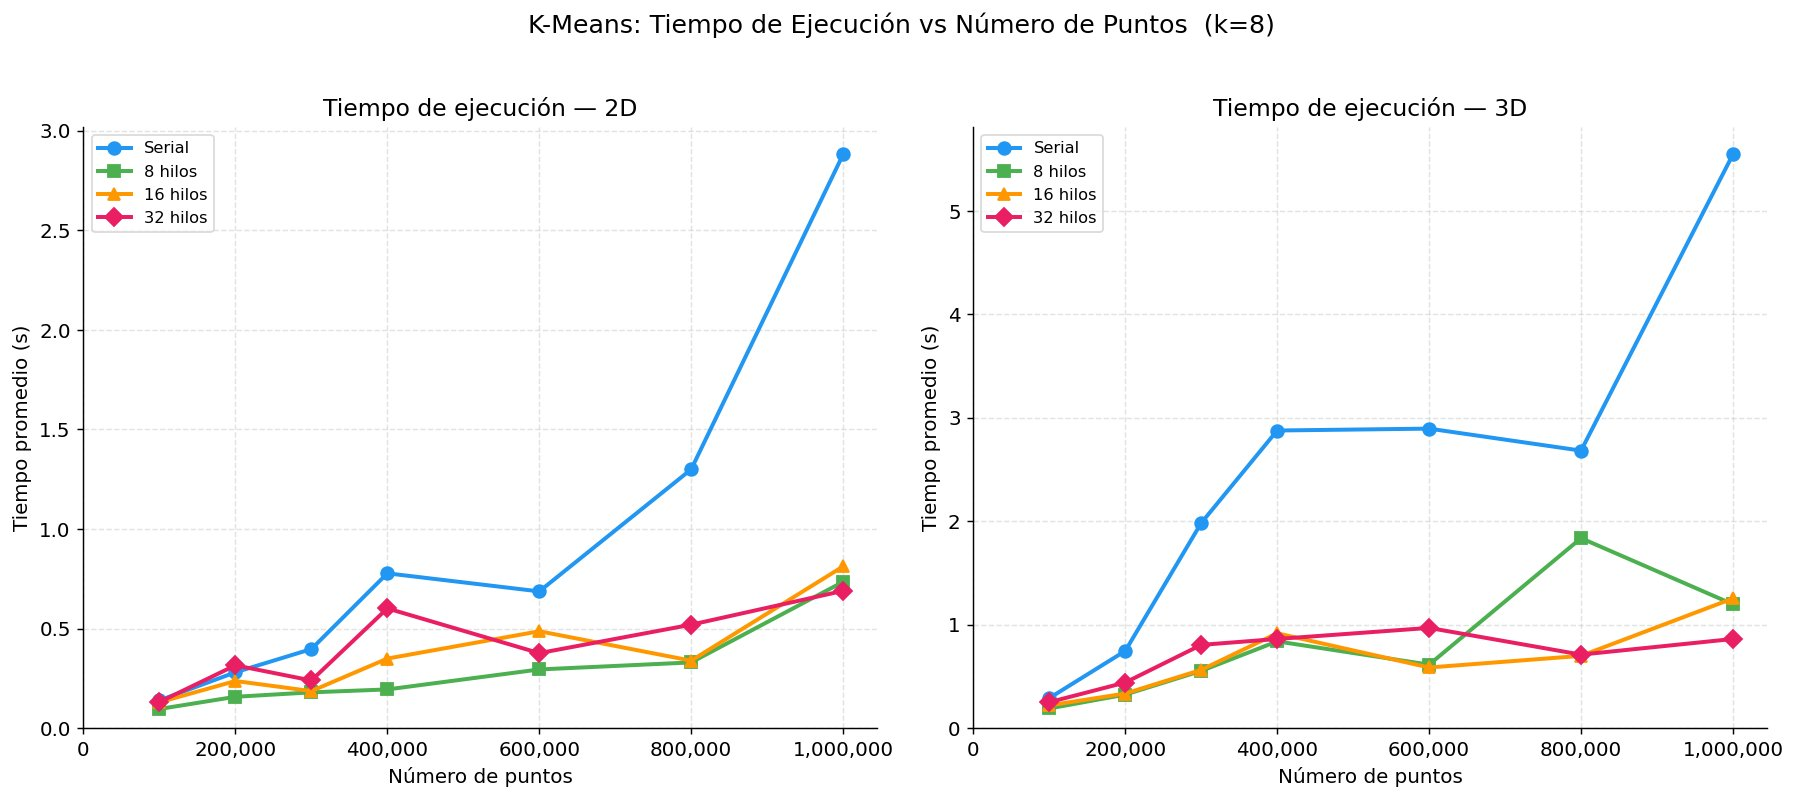 K-Means: Tiempo de Ejecución vs Número de Puntos (k=8)
Tiempo de ejecución — 2D
Serial
8 hilos
16 hilos
32 hilos
Tiempo promedio (s)
3.0
2.5
2.0
1.5
1.0
0.5
0.0
0
200,000
400,000
600,000
800,000
1,000,000
Número de puntos
Tiempo de ejecución — 3D
Serial
8 hilos
16 hilos
32 hilos
Tiempo promedio (s)
5
4
3
2
1
0
0
200,000
400,000
600,000
800,000
1,000,000
Número de puntos